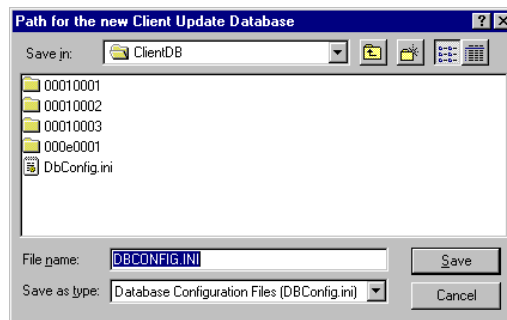 Path for the new Client Update Database
Save in: ClientDB
00010001
00010002
00010003
000e0001
DbConfig.ini
File name: DBCONFIG.INI Save
Save as type: Database Configuration Files (DBConfig.ini) Cancel